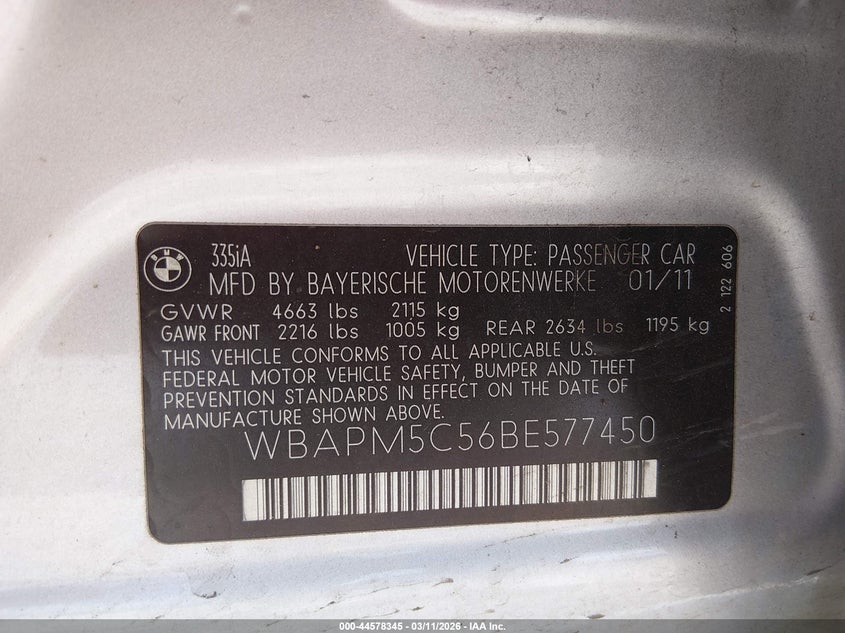 BMW
335iA VEHICLE TYPE: PASSENGER CAR
MFD BY BAYERISCHE MOTORENWERKE 01/11
GVWR 4663 lbs 2115 kg
GAWR FRONT 2216 lbs 1005 kg REAR 2634 lbs 1195 kg
THIS VEHICLE CONFORMS TO ALL APPLICABLE U.S.
FEDERAL MOTOR VEHICLE SAFETY, BUMPER AND THEFT
PREVENTION STANDARDS IN EFFECT ON THE DATE OF
MANUFACTURE SHOWN ABOVE.
WBAPM5C56BE577450
2 122 606
000-44578345 - 03/11/2026 - IAA Inc.